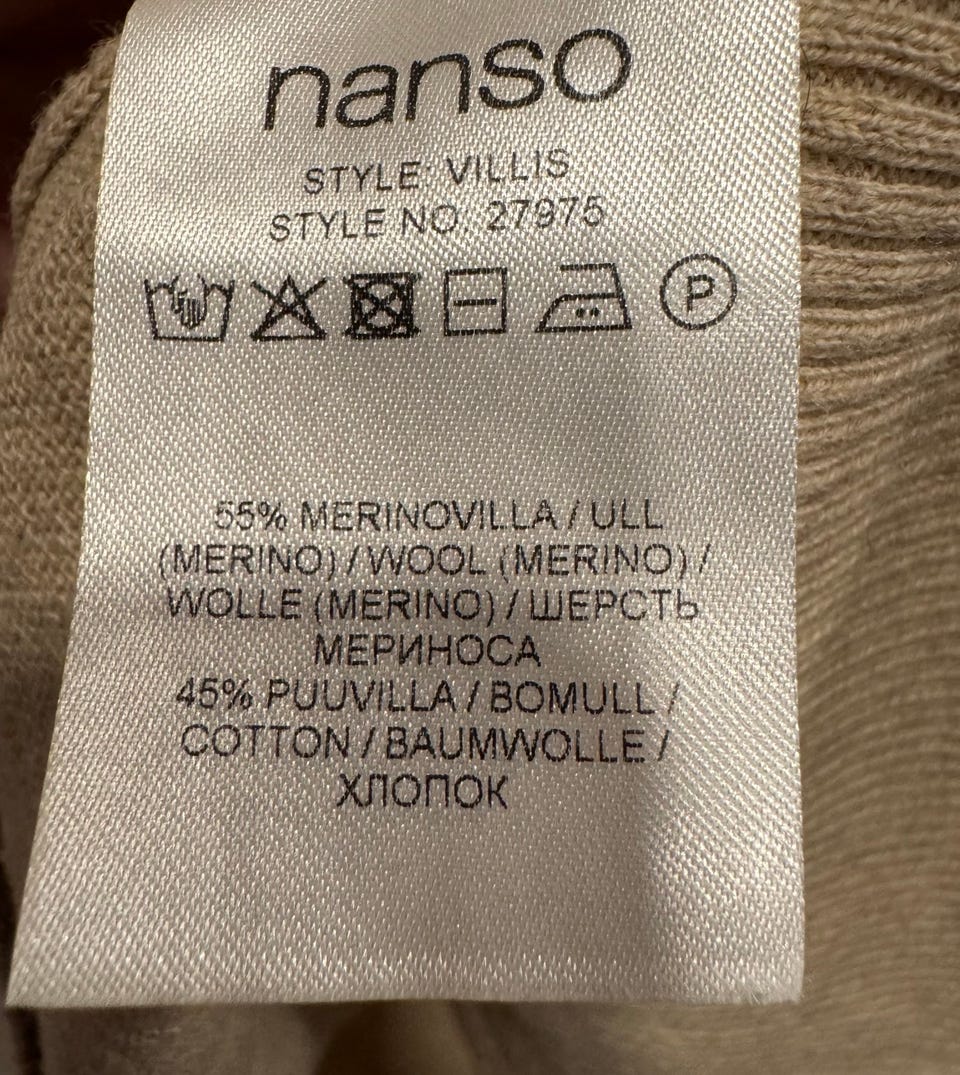 nanso
STYLE: VILLIS
STYLE NO. 27975
P
55% MERINOVILLA / ULL
(MERINO) / WOOL (MERINO) /
WOLLE (MERINO) / ШЕРСТЬ
МЕРИНОСА
45% PUUVILLA / BOMULL /
COTTON / BAUMWOLLE /
ХЛОПОК